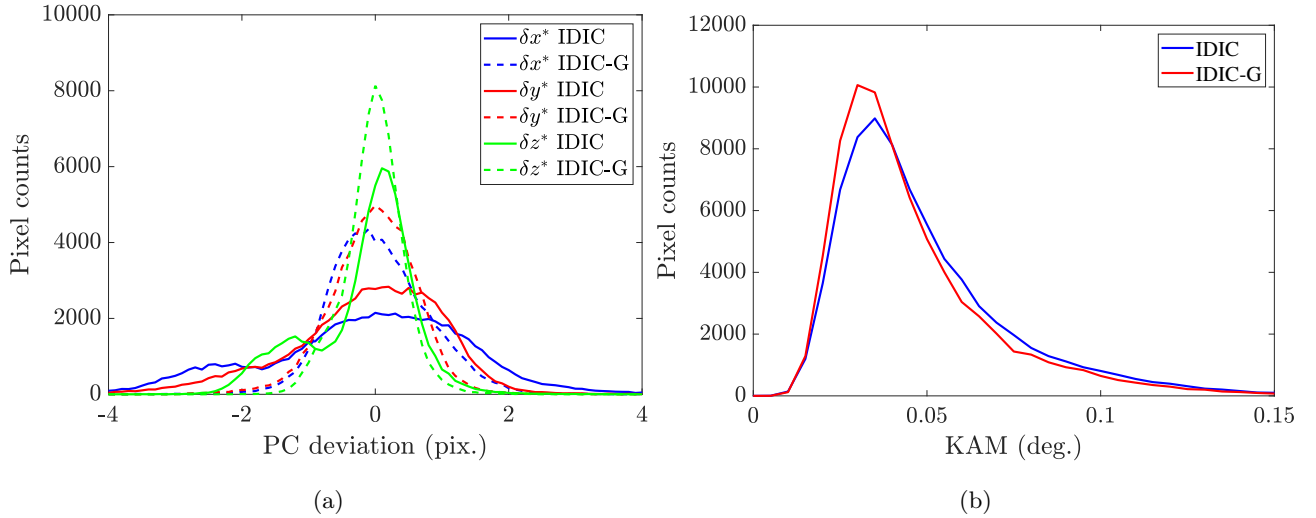 10000
8000
6000
4000
2000
0
-4
-2
0
2
4
Pixel counts
PC deviation (pix.)
δx* IDIC
δx* IDIC-G
δy* IDIC
δy* IDIC-G
δz* IDIC
δz* IDIC-G
(a)
12000
10000
8000
6000
4000
2000
0
0
0.05
0.1
0.15
Pixel counts
KAM (deg.)
IDIC
IDIC-G
(b)